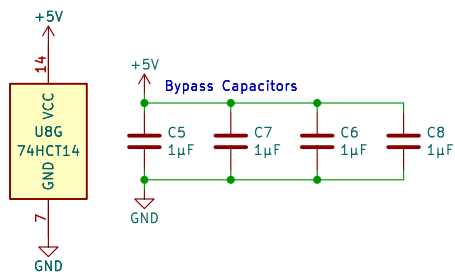 +5V
14
VCC
U8G
74HCT14
GND
7
GND
+5V
Bypass Capacitors
C5
1µF
C7
1µF
C6
1µF
C8
1µF
GND